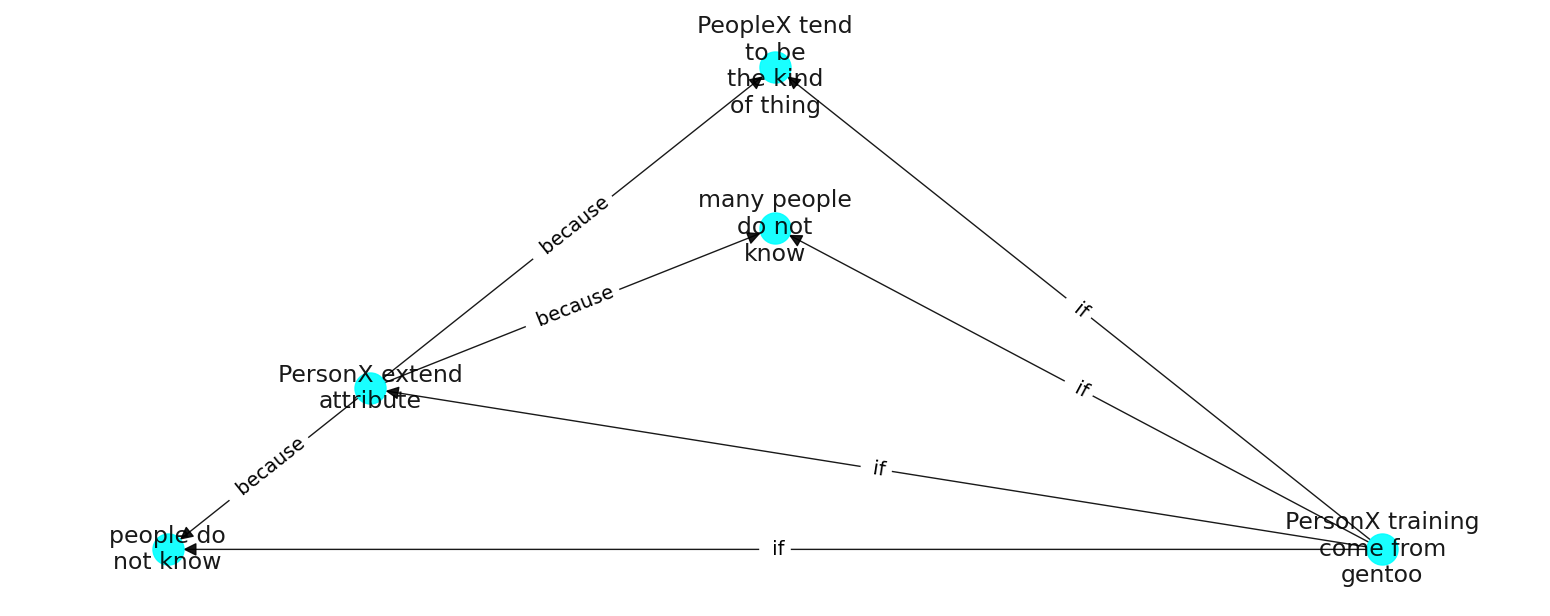 PeopleX tend
to be
the kind
of thing
many people
do not
know
because
because
if
if
PersonX extend
attribute
because
if
people do
not know
if
PersonX training
come from
gentoo